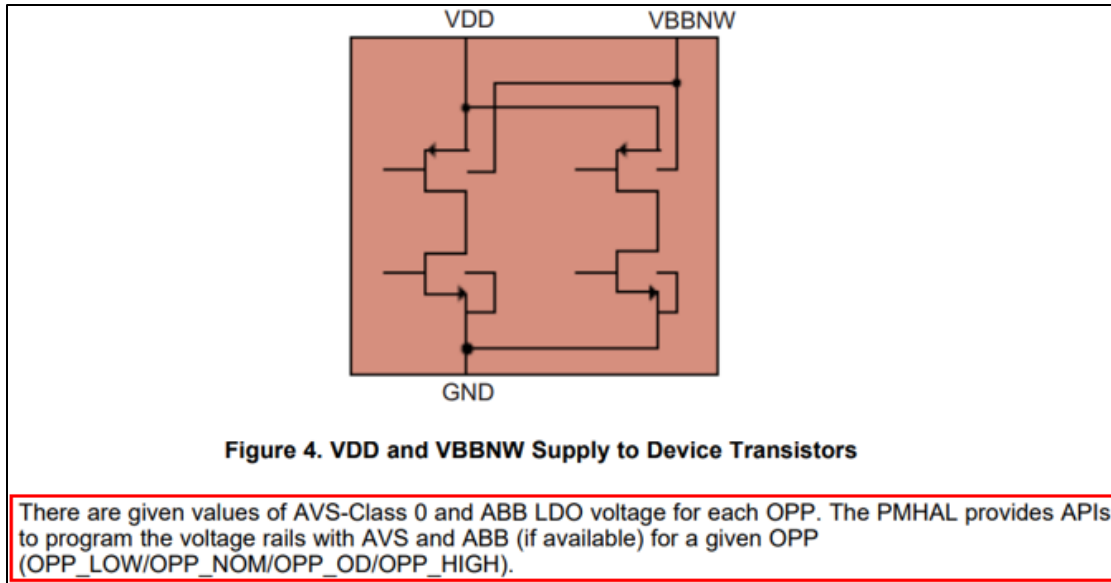 VDD VBBNW
GND
Figure 4. VDD and VBBNW Supply to Device Transistors
There are given values of AVS-Class 0 and ABB LDO voltage for each OPP. The PMHAL provides APIs
to program the voltage rails with AVS and ABB (if available) for a given OPP
(OPP_LOW/OPP_NOM/OPP_OD/OPP_HIGH).